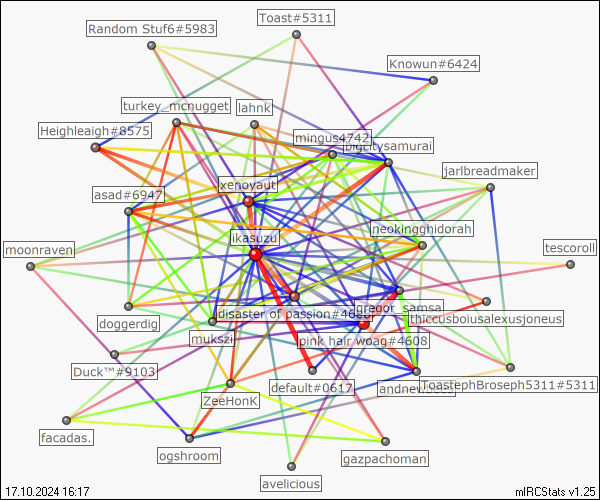 Toast#5311
Random Stuf6#5983
Knowun#6424
turkey_mcnugget
lahnk
Heighleaigh#8575
mingus4742
bigcitysamurai
jarlbreadmaker
xenoyaut
asad#6947
neokingghidorah
ikasuzu
moonraven
tescoroll
disaster of passion#4606
gregor_samsa
thiccusboiusalexusjoneus
doggerdig
mukszi
pink hair woag#4608
Duck™#9103
default#0617
ToastephBroseph5311#5311
ZeeHonK
facadas.
ogshroom
gazpachoman
avelicious
17.10.2024 16:17
mIRCStats v1.25